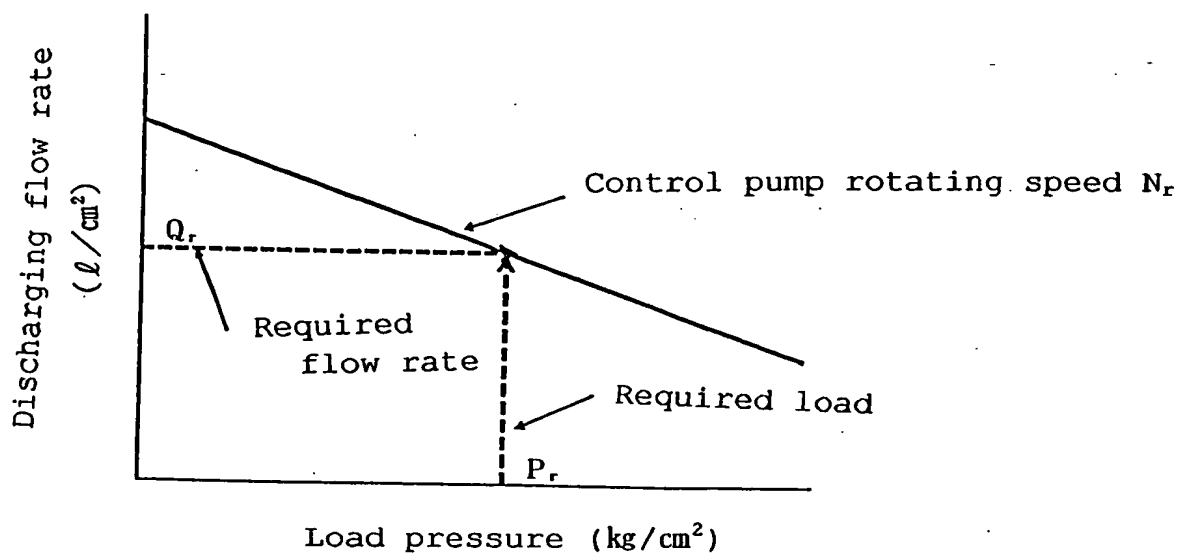 Discharging flow rate
(ℓ/cm²)
Control pump rotating speed Nr
Qr
Required
flow rate
Required load
Pr
Load pressure (kg/cm²)